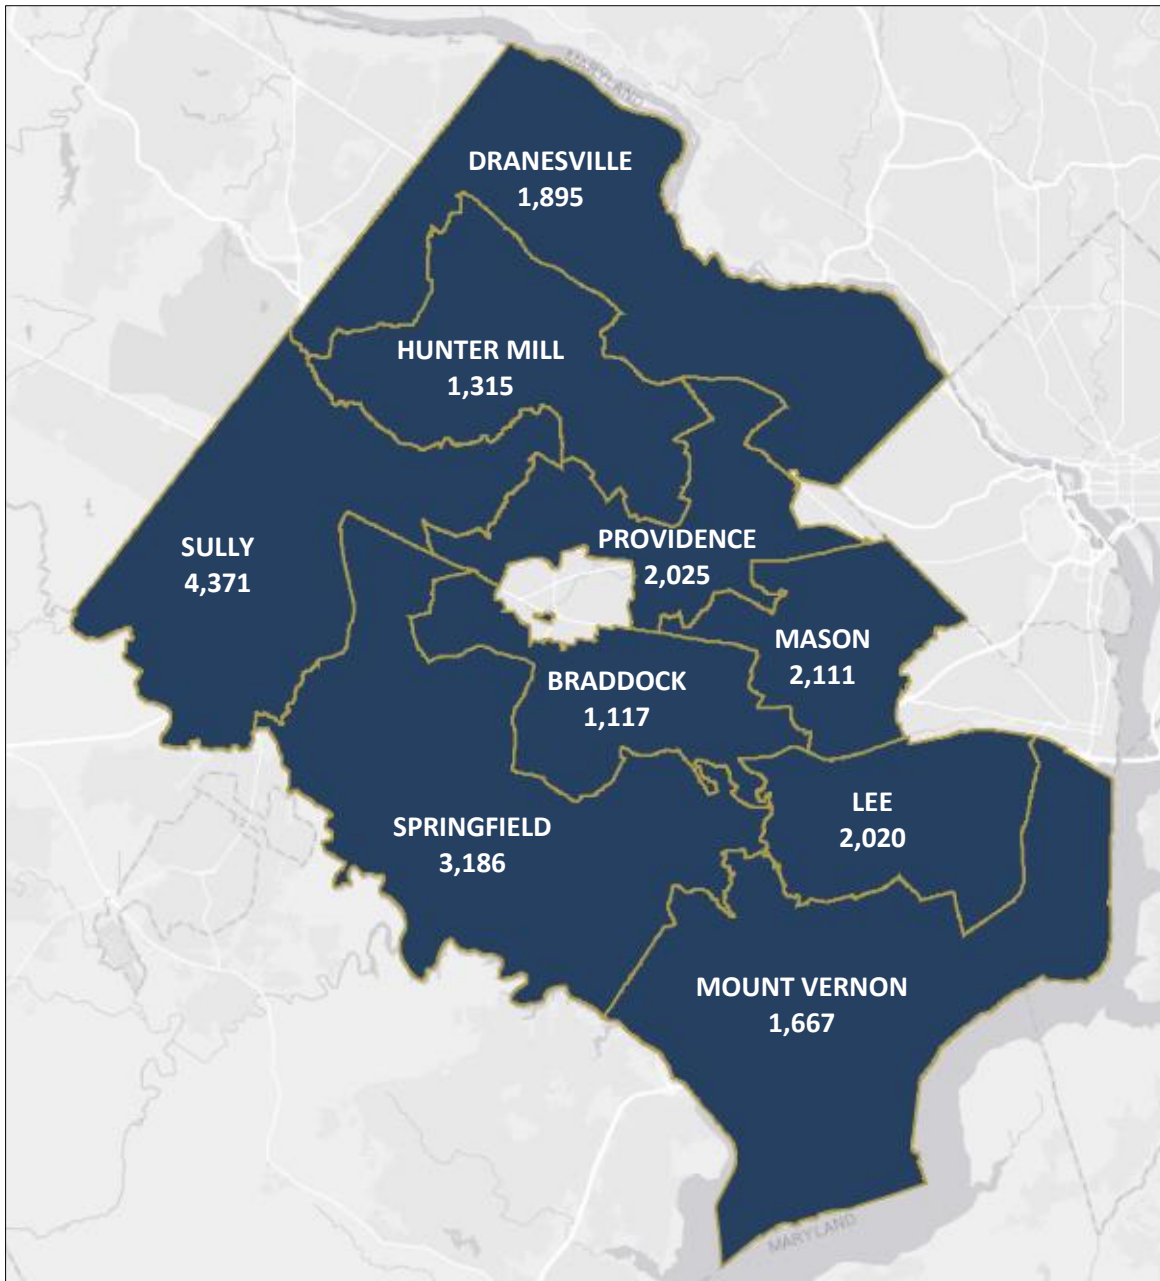 MARYLAND
DRANESVILLE
1,895
HUNTER MILL
1,315
PROVIDENCE
2,025
SULLY
4,371
MASON
2,111
BRADDOCK
1,117
LEE
2,020
SPRINGFIELD
3,186
MOUNT VERNON
1,667
MARYLAND